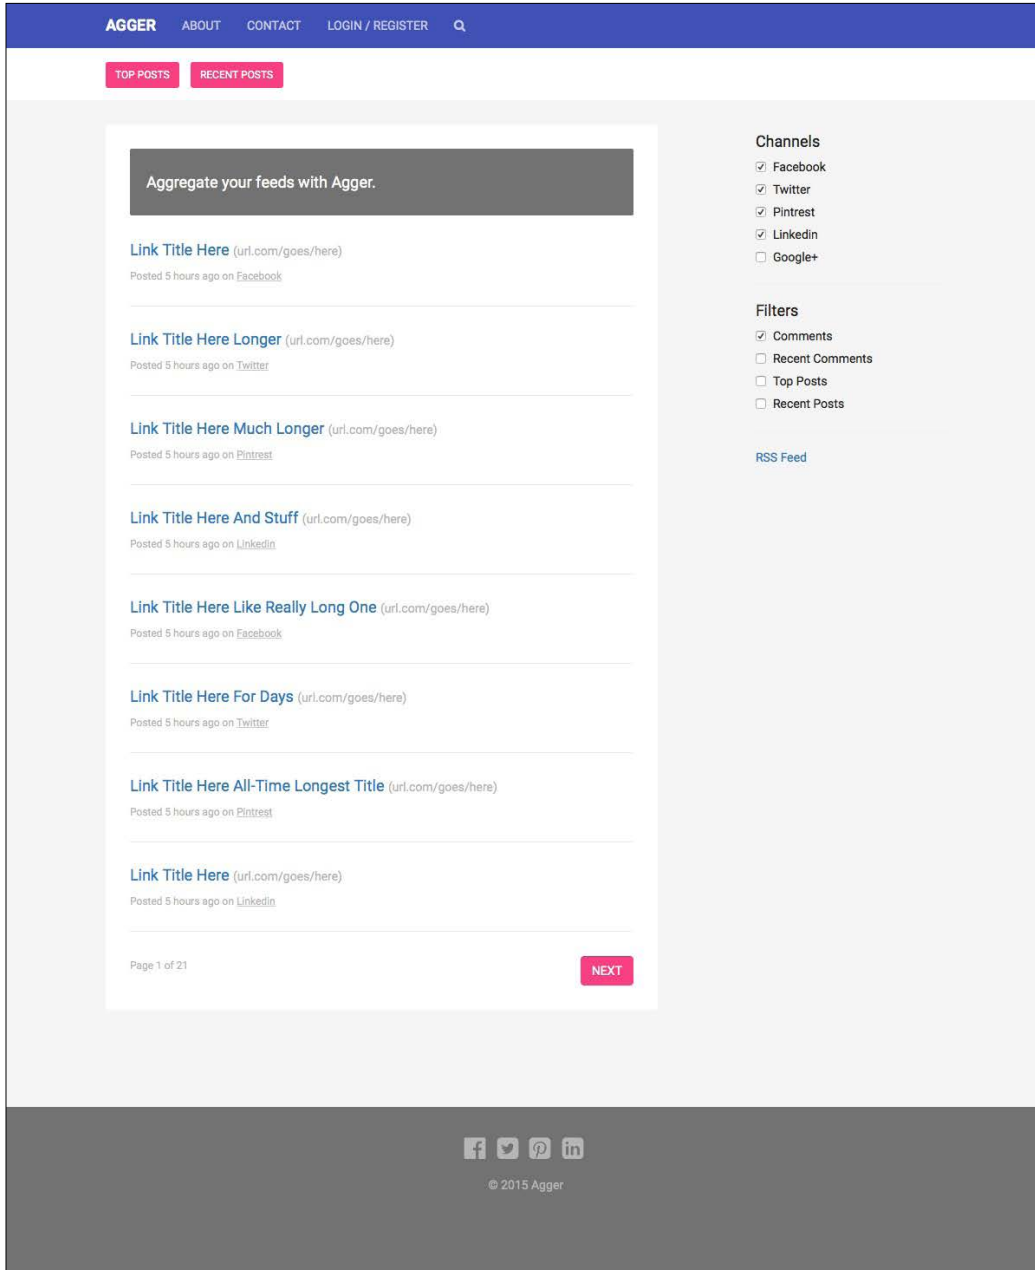 AGGER ABOUT CONTACT LOGIN / REGISTER
TOP POSTS RECENT POSTS
Aggregate your feeds with Agger.
Link Title Here (url.com/goes/here)
Posted 5 hours ago on Facebook
Link Title Here Longer (url.com/goes/here)
Posted 5 hours ago on Twitter
Link Title Here Much Longer (url.com/goes/here)
Posted 5 hours ago on Pintrest
Link Title Here And Stuff (url.com/goes/here)
Posted 5 hours ago on Linkedin
Link Title Here Like Really Long One (url.com/goes/here)
Posted 5 hours ago on Facebook
Link Title Here For Days (url.com/goes/here)
Posted 5 hours ago on Twitter
Link Title Here All-Time Longest Title (url.com/goes/here)
Posted 5 hours ago on Pintrest
Link Title Here (url.com/goes/here)
Posted 5 hours ago on Linkedin
Page 1 of 21 NEXT
Channels
Facebook
Twitter
Pintrest
Linkedin
Google+
Filters
Comments
Recent Comments
Top Posts
Recent Posts
RSS Feed
© 2015 Agger